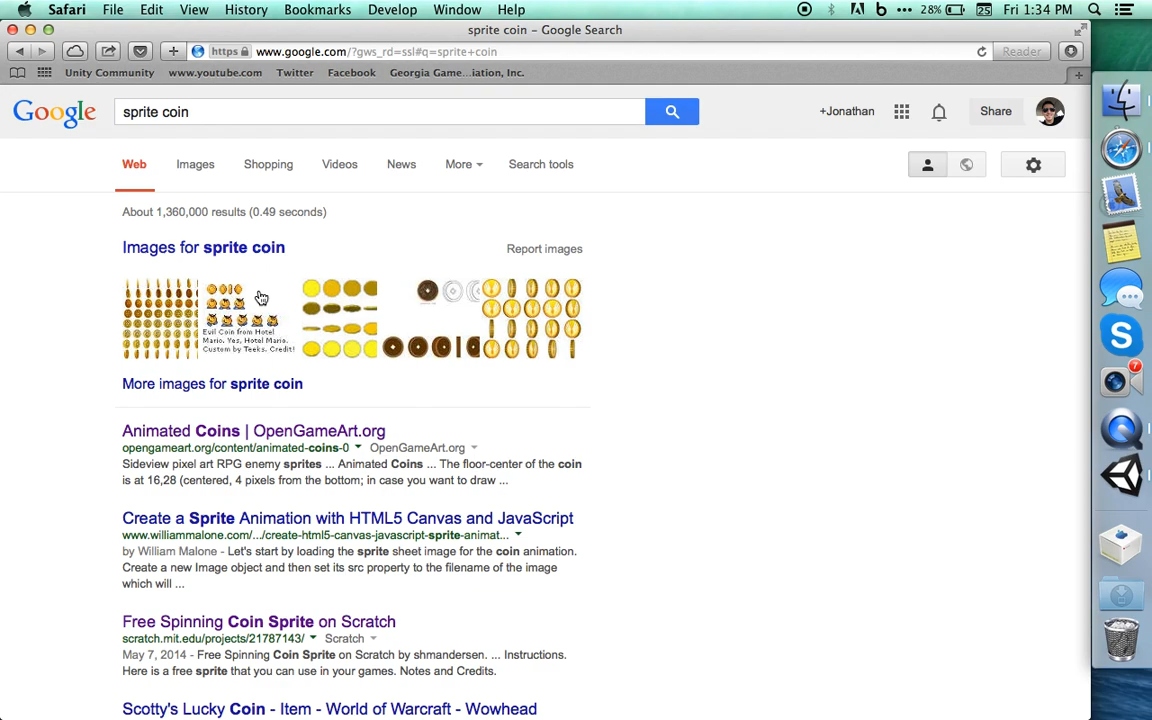 Safari File Edit View History Bookmarks Develop Window Help 28% 25 Fri 1:34 PM
sprite coin – Google Search
https www.google.com/?gws_rd=ssl#q=sprite+coin Reader
Unity Community www.youtube.com Twitter Facebook Georgia Game...iation, Inc.
Google sprite coin +Jonathan Share
Web Images Shopping Videos News More Search tools
About 1,360,000 results (0.49 seconds)
Images for sprite coin Report images
Evil Coin from Hotel
Mario. Yes, Hotel Mario.
Custom by Teeks. Credit!
More images for sprite coin
Animated Coins | OpenGameArt.org
opengameart.org/content/animated-coins-0 OpenGameArt.org
Sideview pixel art RPG enemy sprites ... Animated Coins ... The floor-center of the coin
is at 16,28 (centered, 4 pixels from the bottom; in case you want to draw ...
Create a Sprite Animation with HTML5 Canvas and JavaScript
www.williammalone.com/.../create-html5-canvas-javascript-sprite-animat...
by William Malone - Let's start by loading the sprite sheet image for the coin animation.
Create a new Image object and then set its src property to the filename of the image
which will ...
Free Spinning Coin Sprite on Scratch
scratch.mit.edu/projects/21787143/ Scratch
May 7, 2014 - Free Spinning Coin Sprite on Scratch by shmandersen. ... Instructions.
Here is a free sprite that you can use in your games. Notes and Credits.
Scotty's Lucky Coin - Item - World of Warcraft - Wowhead
7